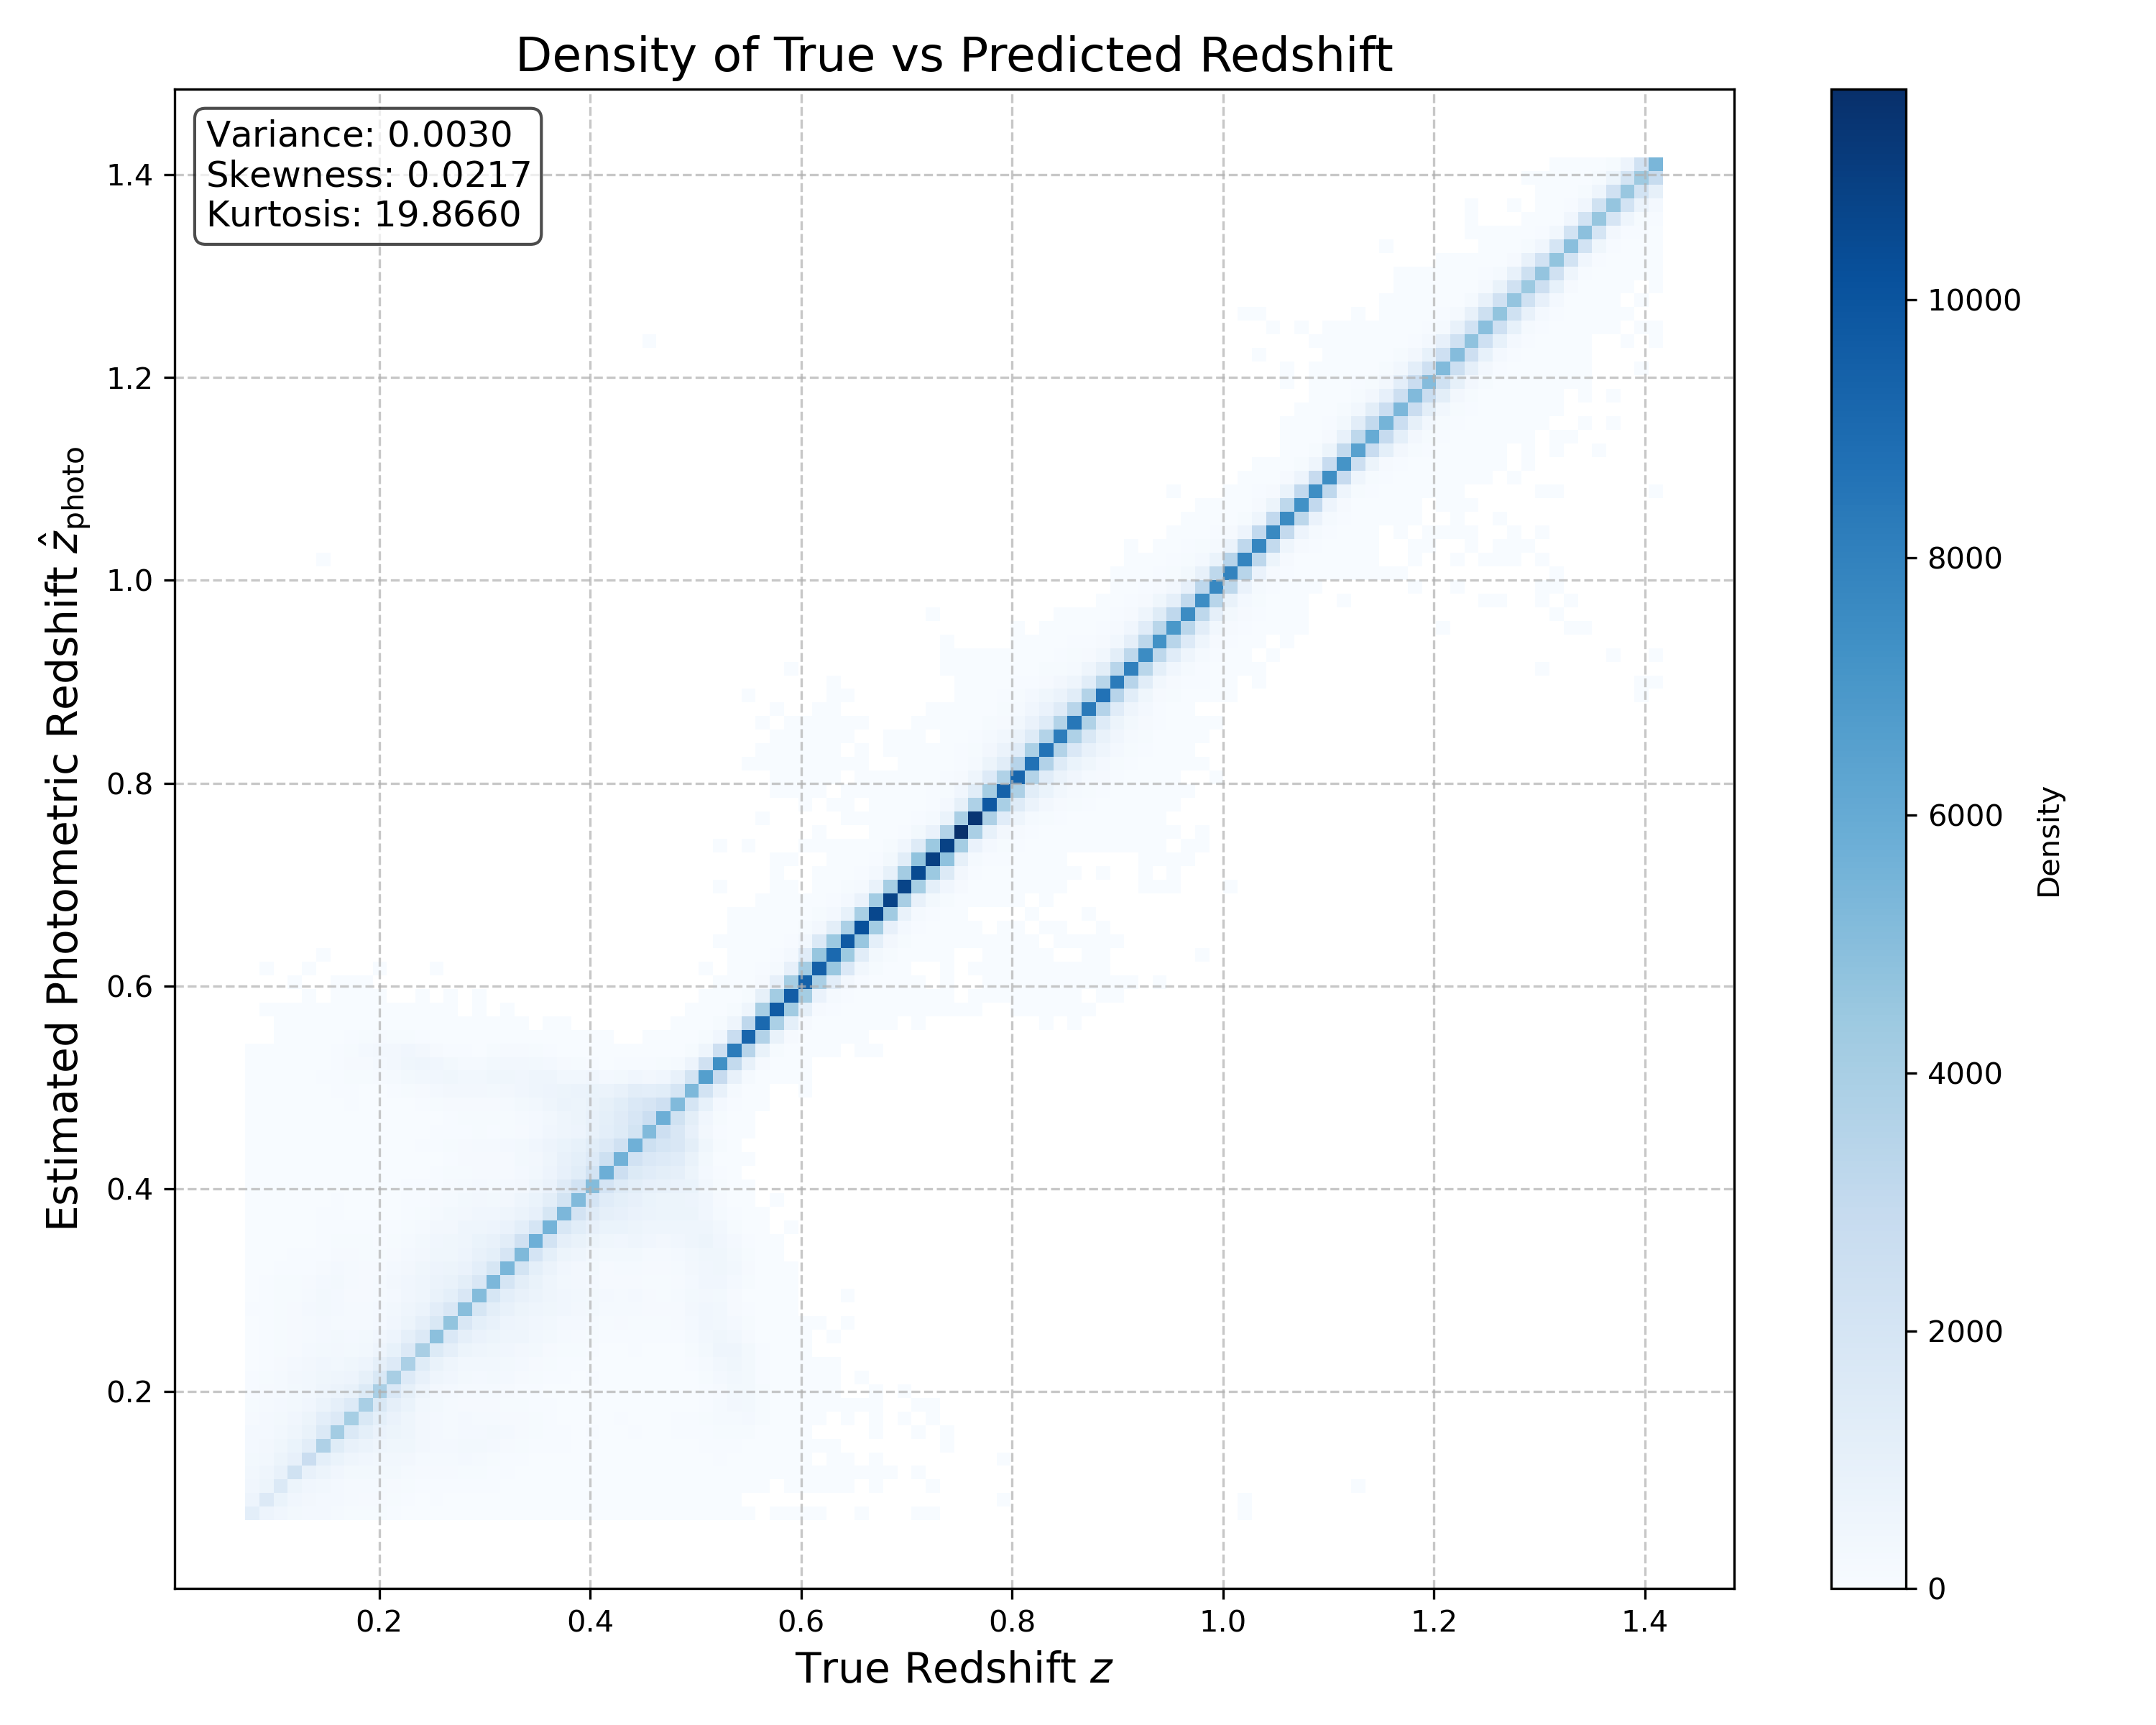 Density of True vs Predicted Redshift
Variance: 0.0030
Skewness: 0.0217
Kurtosis: 19.8660
Estimated Photometric Redshift ẑ_photo
1.4
1.2
1.0
0.8
0.6
0.4
0.2
0.2 0.4 0.6 0.8 1.0 1.2 1.4
True Redshift z
10000
8000
6000
4000
2000
0
Density